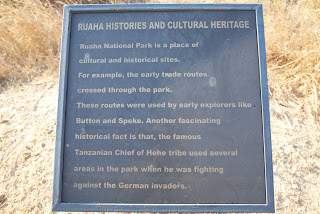 RUAHA HISTORIES AND CULTURAL HERITAGE
Ruaha National Park is a place of
cultural and historical sites.
For example, the early trade routes
crossed through the park.
These routes were used by early explorers like
Button and Speke. Another fascinating
historical fact is that, the famous
Tanzanian Chief of Hehe tribe used several
areas in the park when he was fighting
against the German invaders.